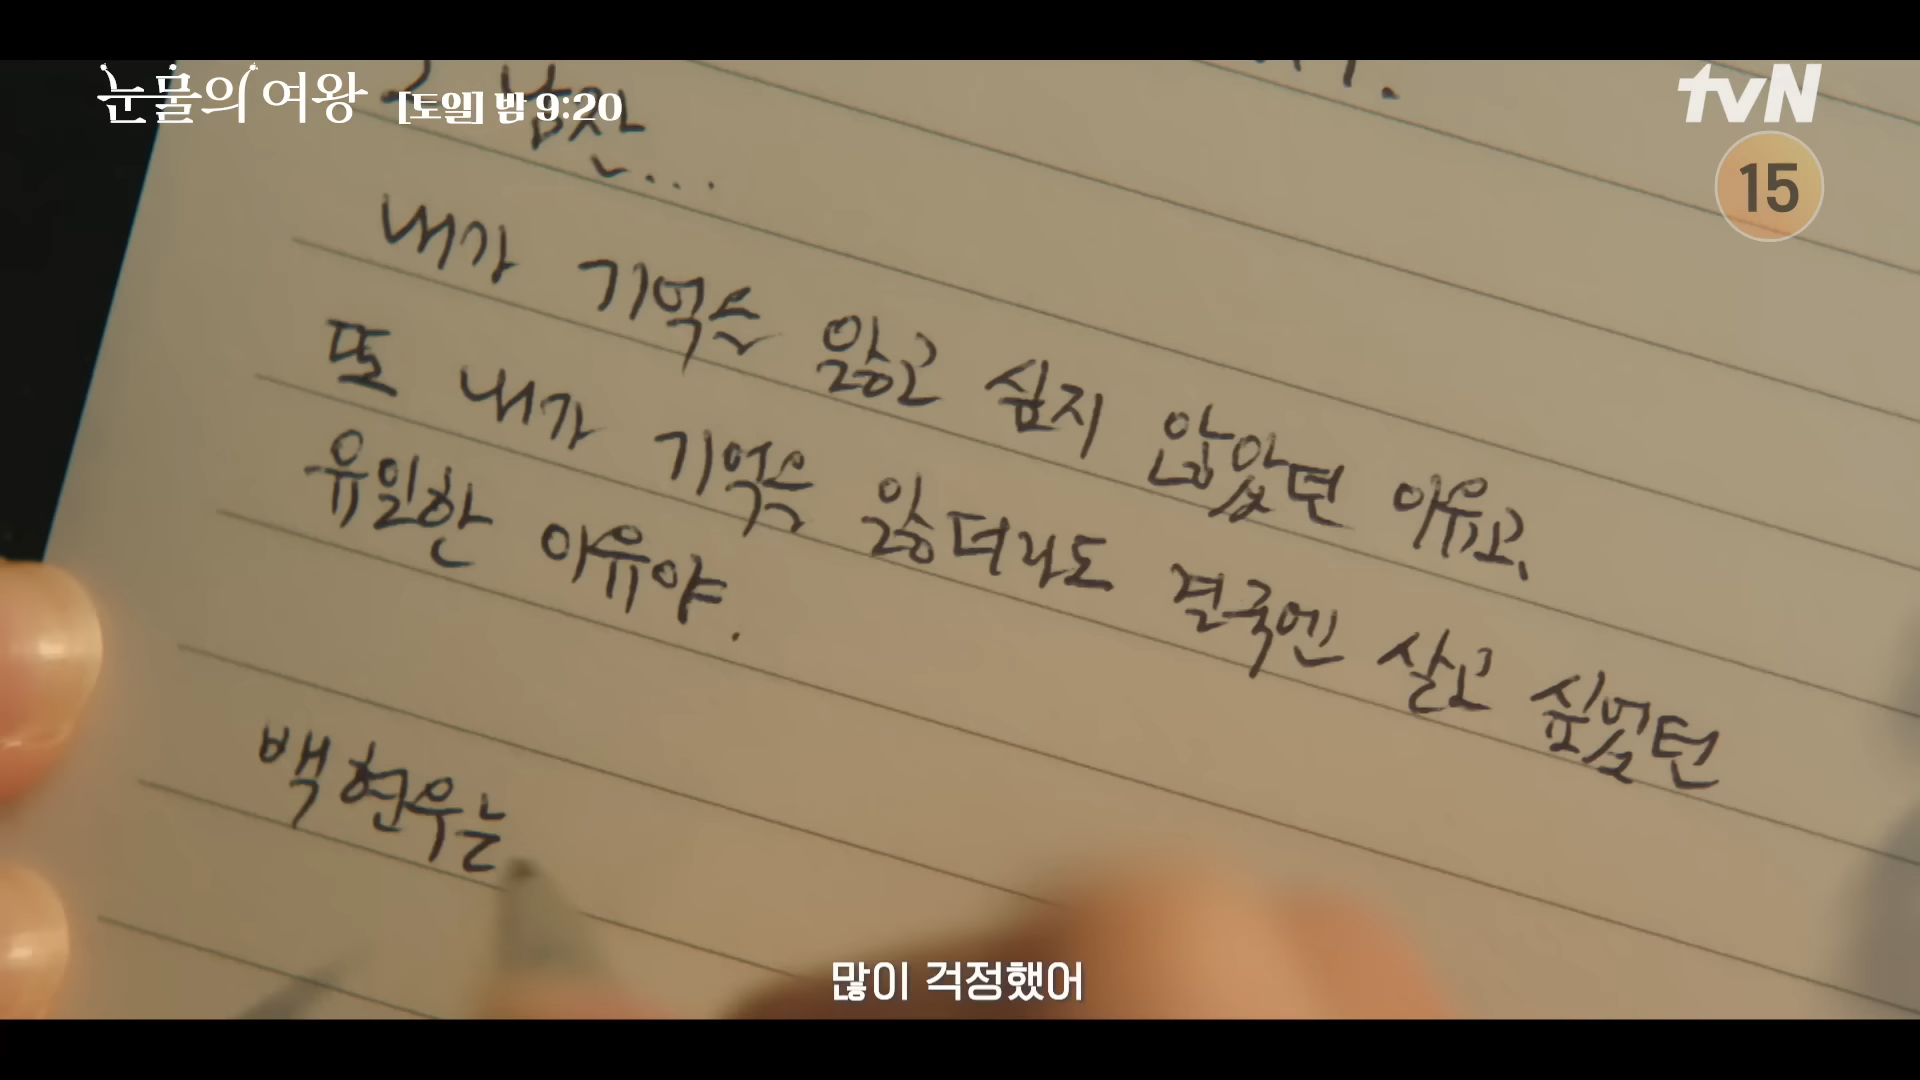 눈물의 여왕 [토일] 밤 9:20
tvN
15
그 남잔...
내가 기억을 잃고 싶지 않았던 이유고,
또 내가 기억을 잃더라도 결국엔 살고 싶었던
유일한 이유야.
백현우는
많이 걱정했어